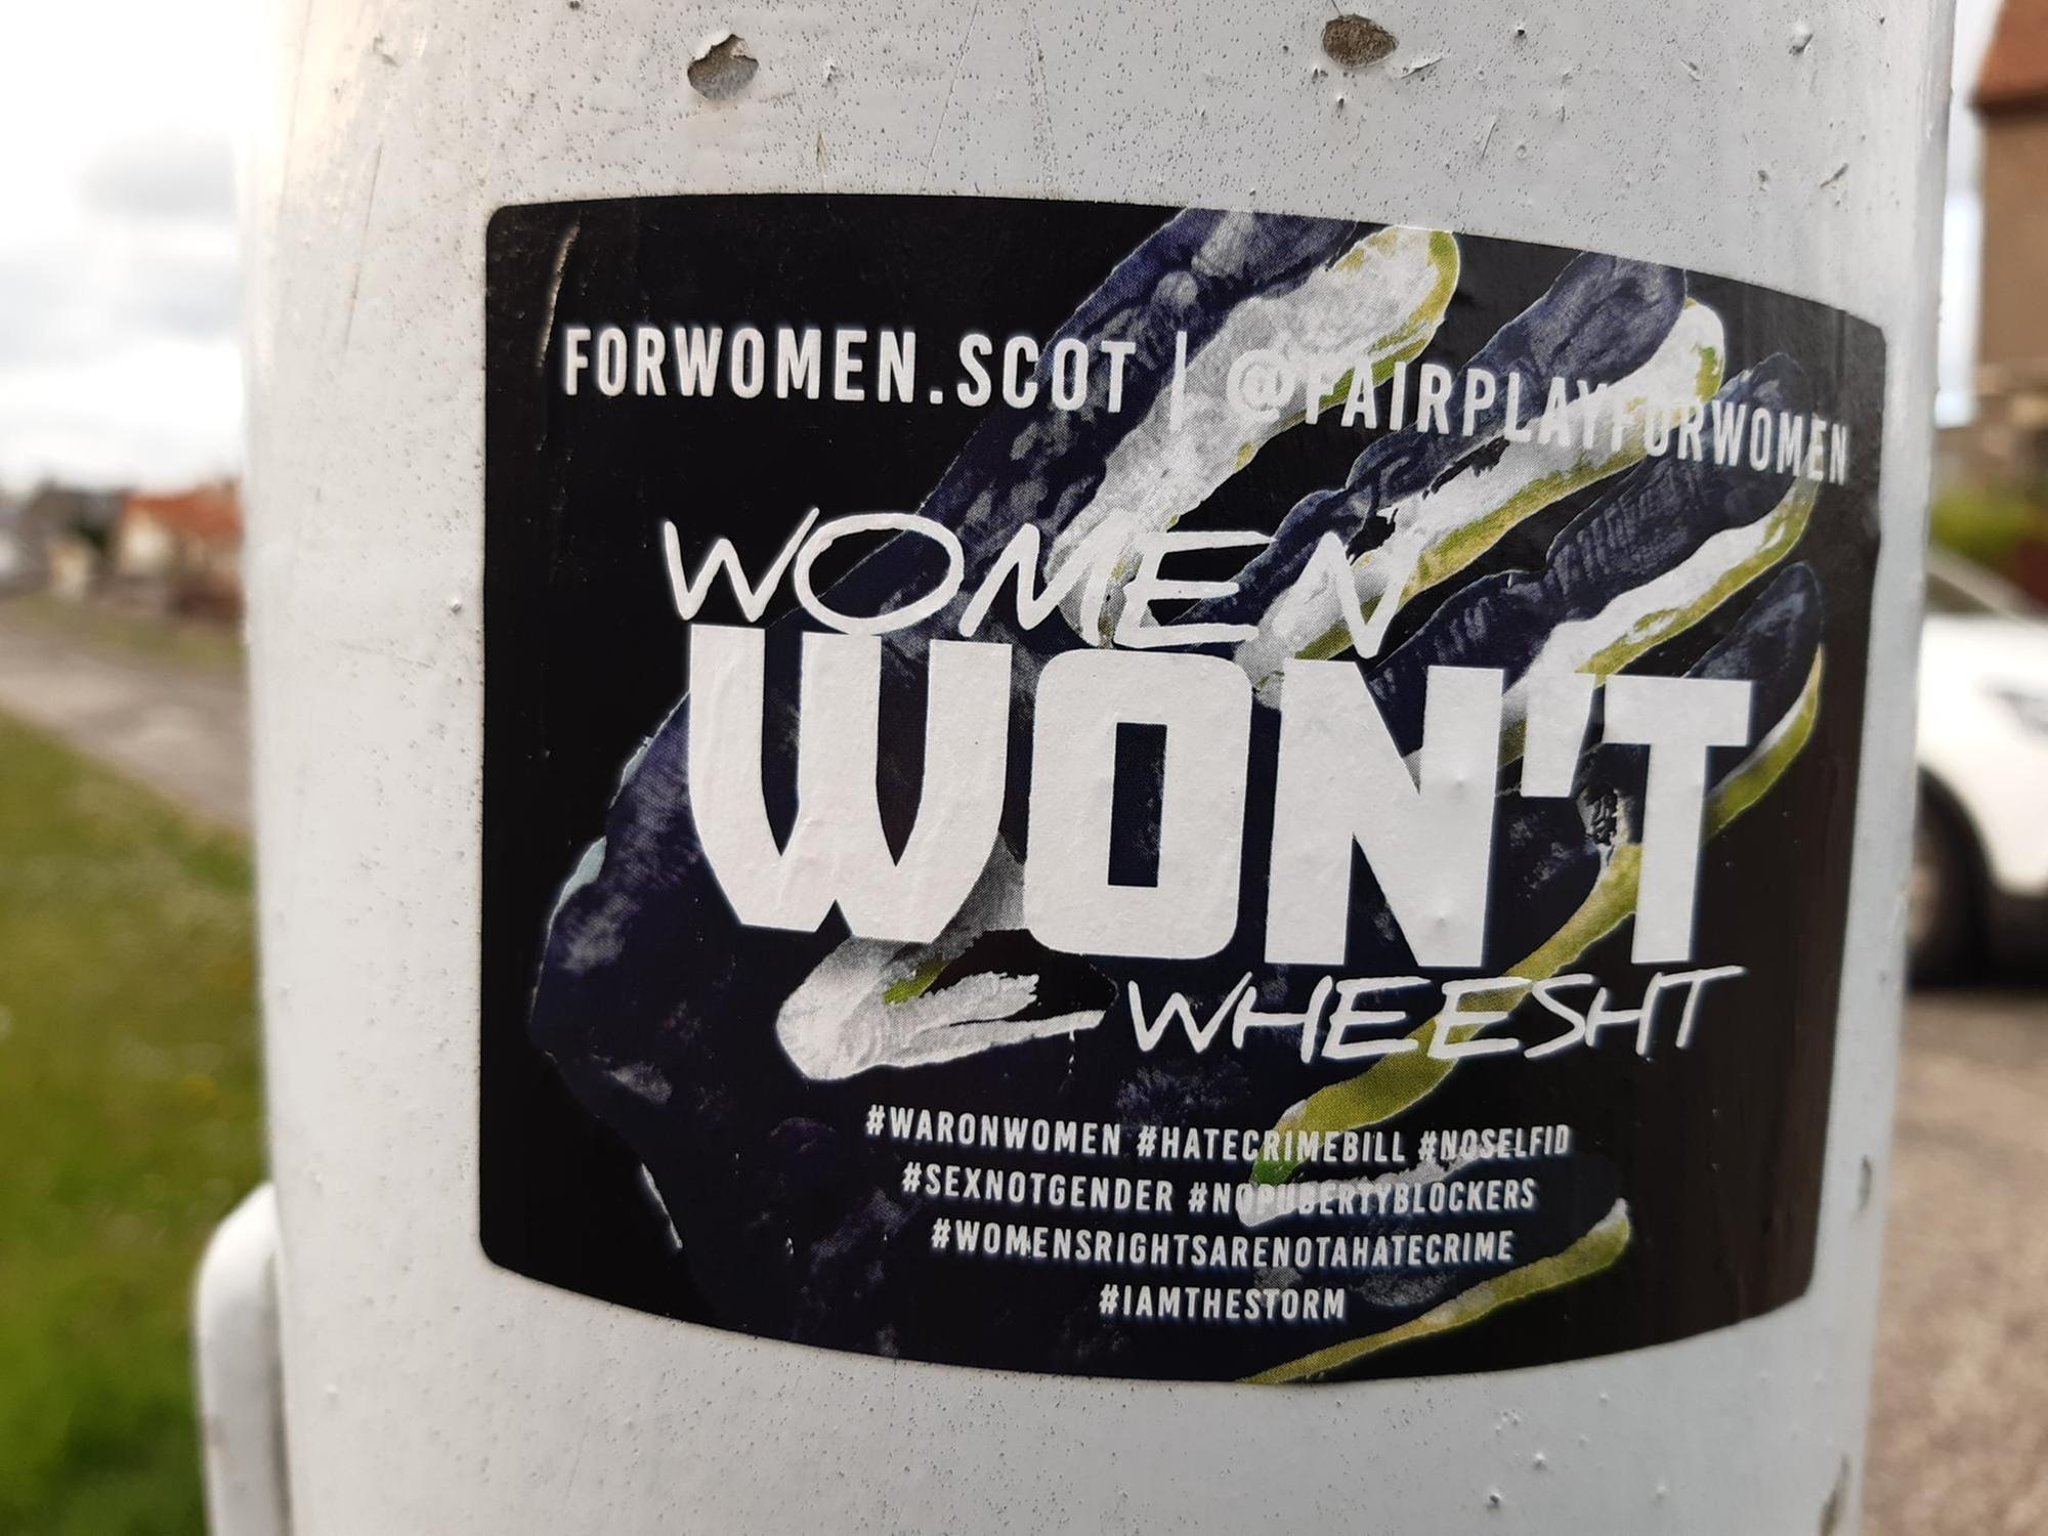 FORWOMEN.SCOT | @FAIRPLAYFORWOMEN
WOMEN
WON'T
WHEESHT
#WARONWOMEN #HATECRIMEBILL #NOSELFID
#SEXNOTGENDER #NOPUBERTYBLOCKERS
#WOMENSRIGHTSARENOTAHATECRIME
#IAMTHESTORM